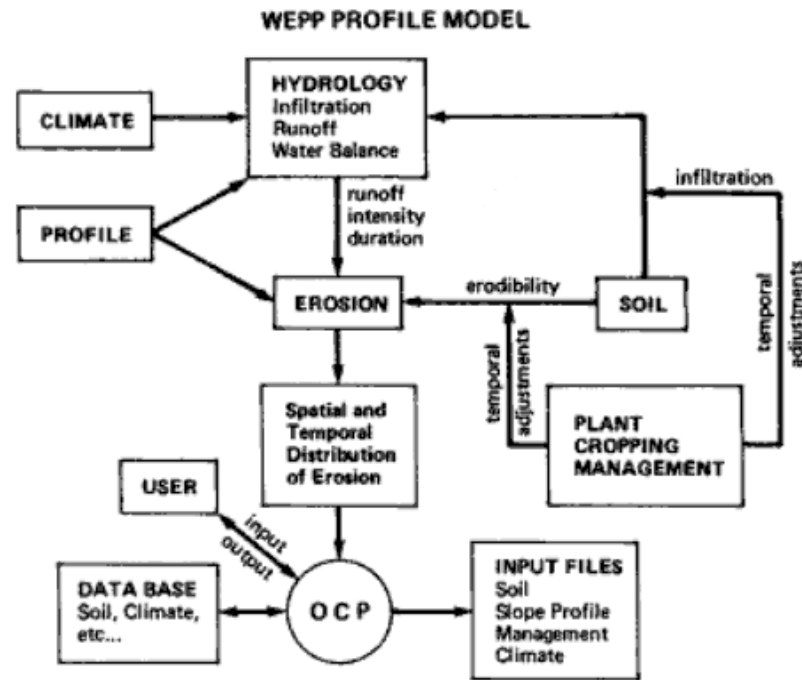 WEPP PROFILE MODEL
HYDROLOGY
Infiltration
Runoff
Water Balance
CLIMATE
infiltration
runoff
intensity
duration
PROFILE
erodibility
EROSION
SOIL
temporal
adjustments
temporal
adjustments
Spatial and
Temporal
Distribution
of Erosion
PLANT
CROPPING
MANAGEMENT
USER
input
output
DATA BASE
Soil, Climate,
etc...
OCP
INPUT FILES
Soil
Slope Profile
Management
Climate